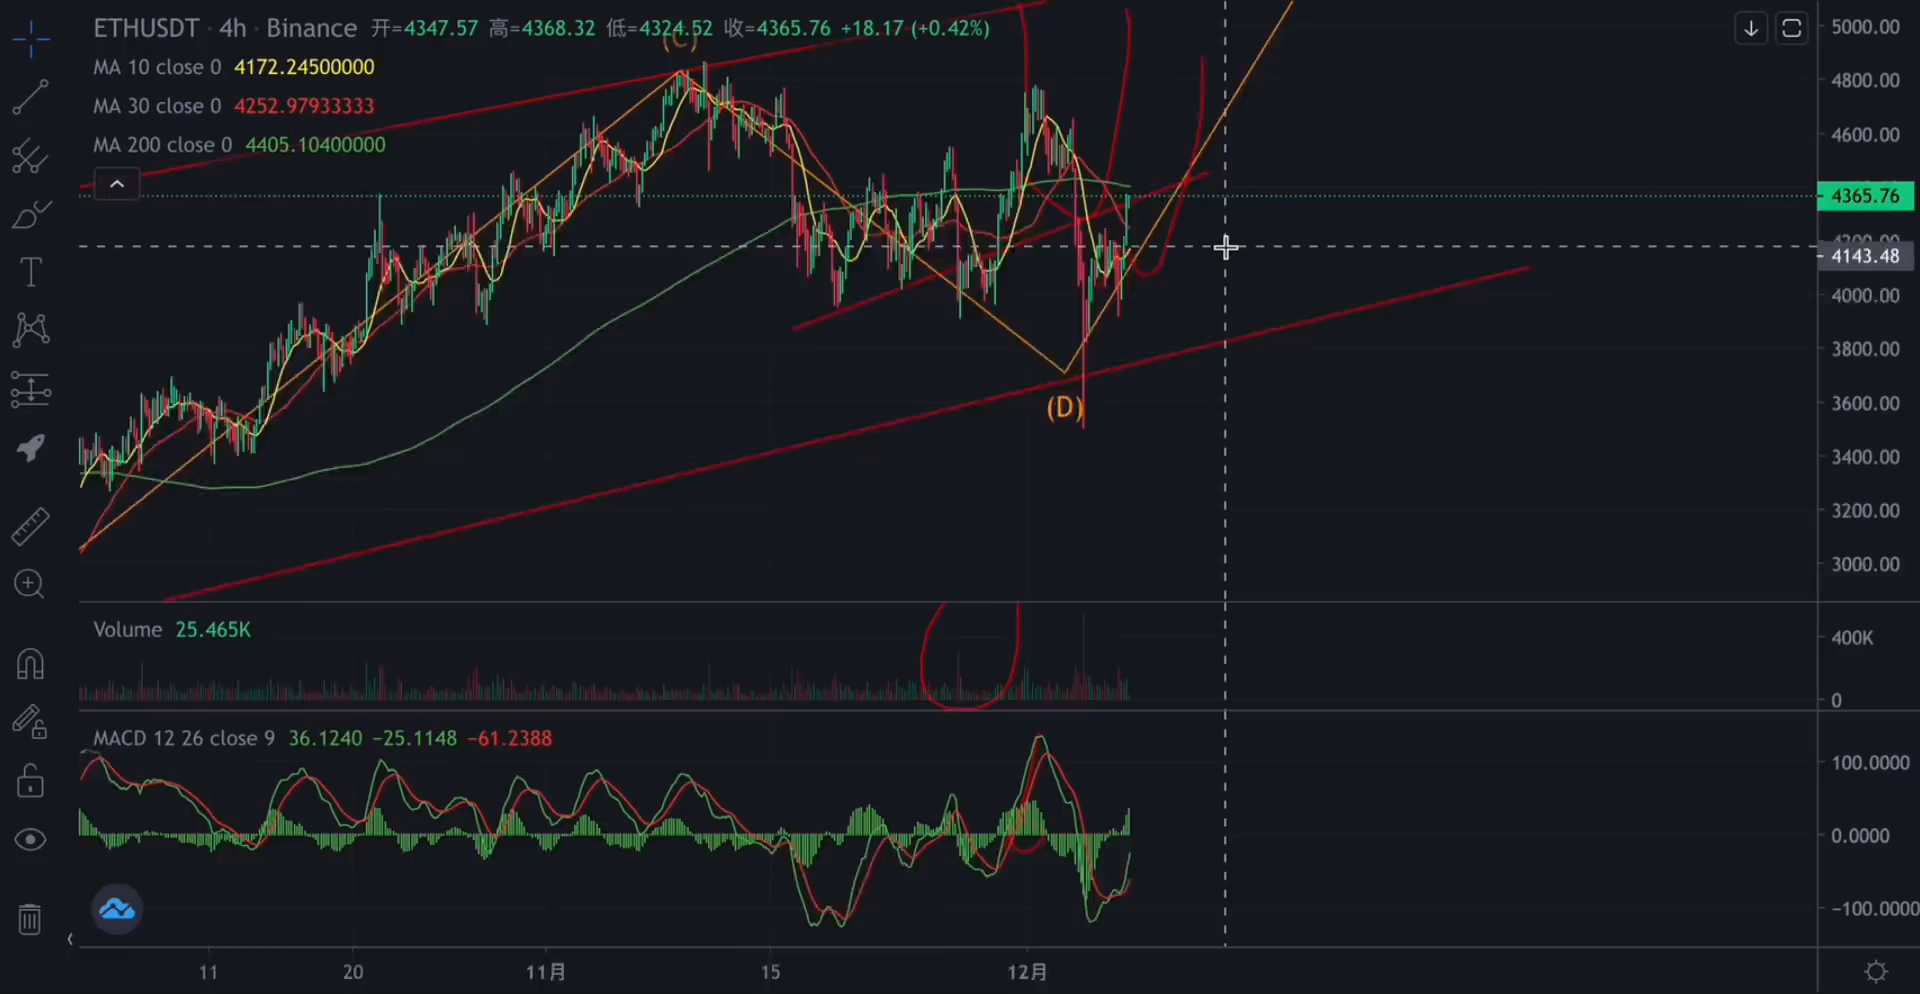 ETHUSDT · 4h · Binance 开=4347.57 高=4368.32 低=4324.52 收=4365.76 +18.17 (+0.42%)
MA 10 close 0 4172.24500000
MA 30 close 0 4252.97933333
MA 200 close 0 4405.10400000
(C)
(D)
5000.00
4800.00
4600.00
4365.76
4200.00
4143.48
4000.00
3800.00
3600.00
3400.00
3200.00
3000.00
Volume 25.465K
400K
0
MACD 12 26 close 9 36.1240 −25.1148 −61.2388
100.0000
0.0000
−100.0000
11 20 11月 15 12月